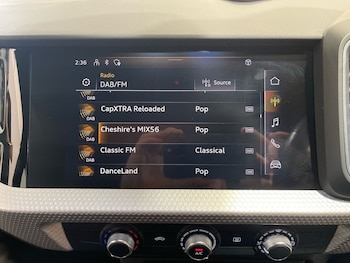 2:36
Radio
DAB/FM
Source
DAB
CapXTRA Reloaded Pop
DAB
Cheshire's MIX56 Pop
DAB
Classic FM Classical
DAB
DanceLand Pop
DAB
A/C